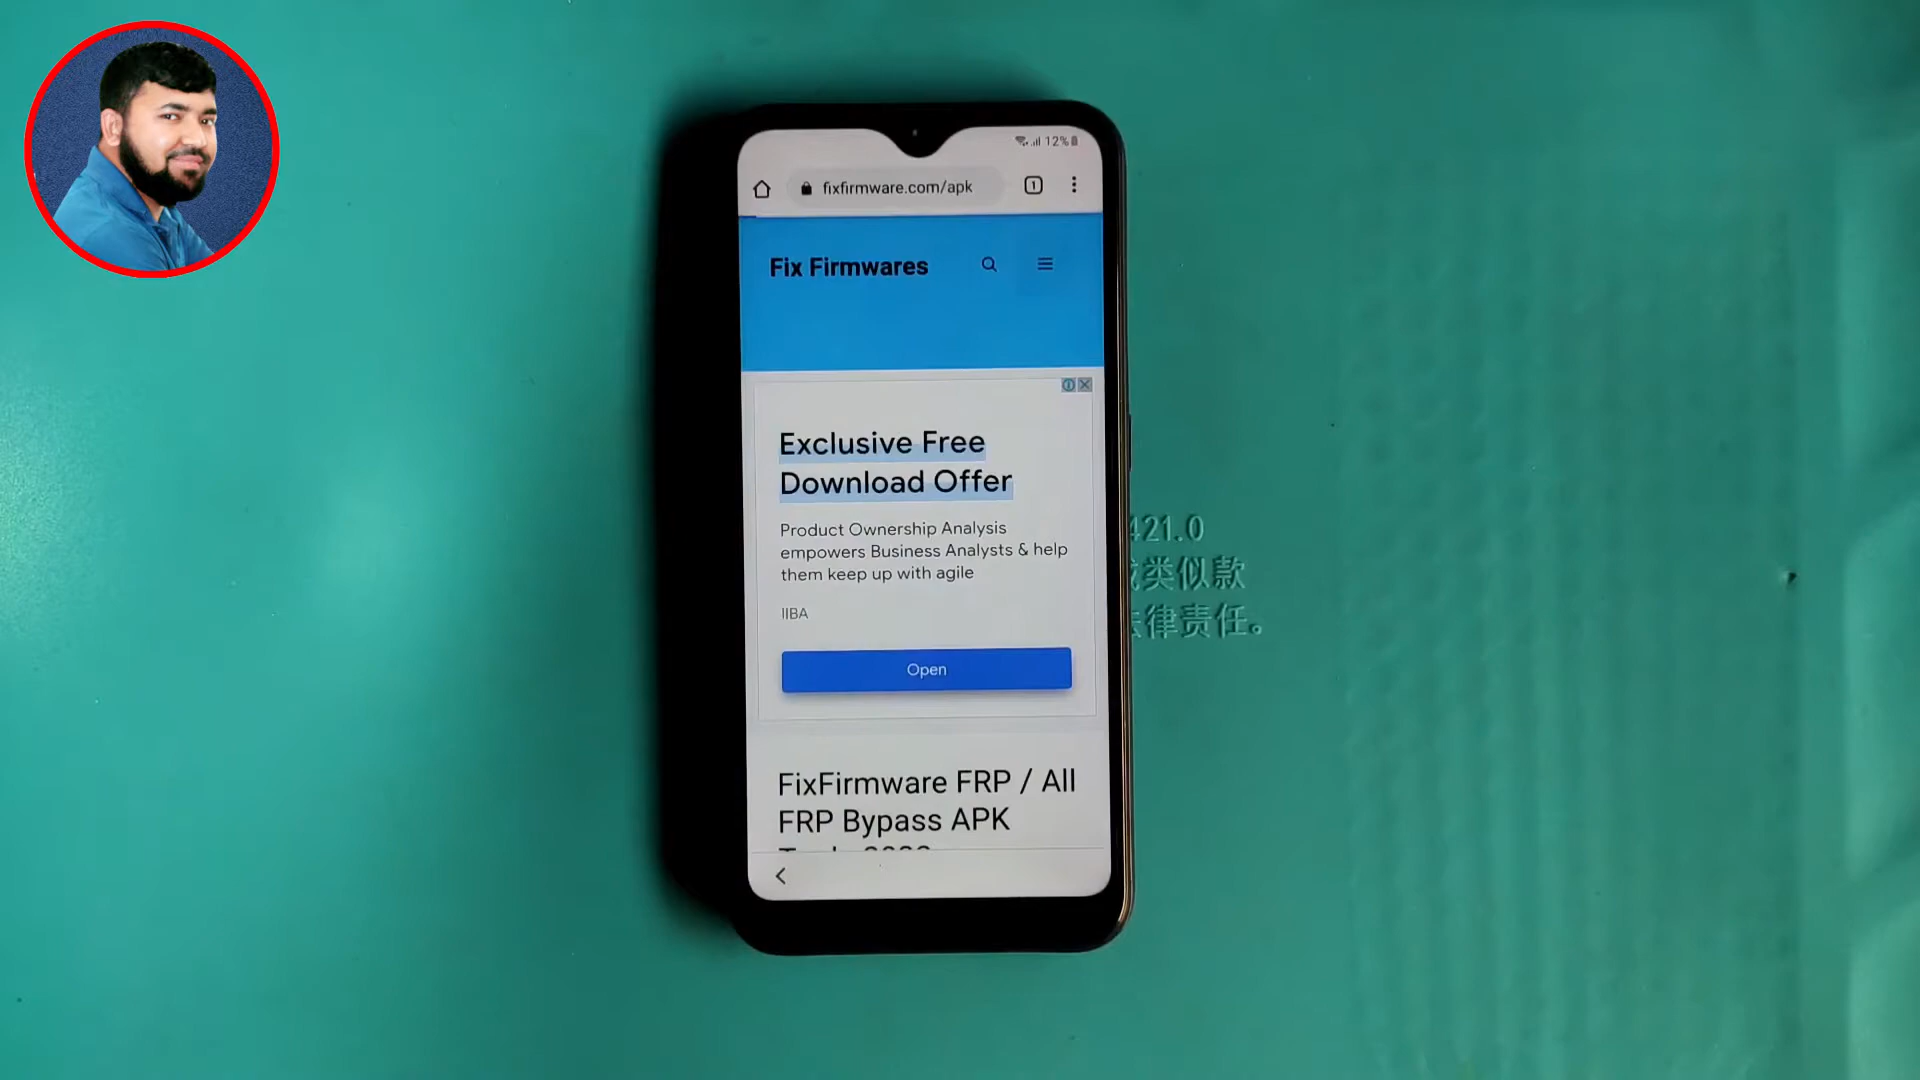 12%
fixfirmware.com/apk
1
Fix Firmwares
Exclusive Free
Download Offer
Product Ownership Analysis
empowers Business Analysts & help
them keep up with agile
IIBA
Open
FixFirmware FRP / All
FRP Bypass APK
421.0
类似款
律责任。